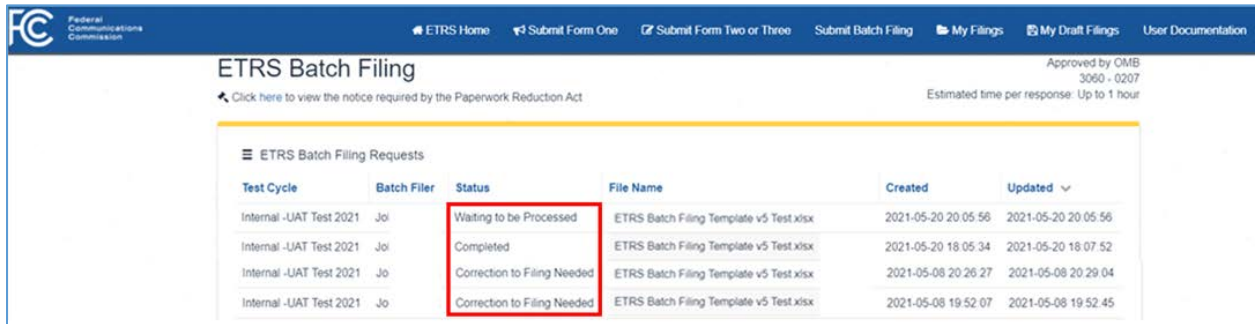 FCC
Federal
Communications
Commission
ETRS Home Submit Form One Submit Form Two or Three Submit Batch Filing My Filings My Draft Filings User Documentation
ETRS Batch Filing
Approved by OMB
3060 - 0207
Click here to view the notice required by the Paperwork Reduction Act
Estimated time per response: Up to 1 hour
ETRS Batch Filing Requests
Test Cycle Batch Filer Status File Name Created Updated
Internal -UAT Test 2021 Joi Waiting to be Processed ETRS Batch Filing Template v5 Test.xlsx 2021-05-20 20:05:56 2021-05-20 20:05:56
Internal -UAT Test 2021 Jo Completed ETRS Batch Filing Template v5 Test.xlsx 2021-05-20 18:05:34 2021-05-20 18:07:52
Internal -UAT Test 2021 Jo Correction to Filing Needed ETRS Batch Filing Template v5 Test.xlsx 2021-05-08 20:26:27 2021-05-08 20:29:04
Internal -UAT Test 2021 Jo Correction to Filing Needed ETRS Batch Filing Template v5 Test.xlsx 2021-05-08 19:52:07 2021-05-08 19:52:45